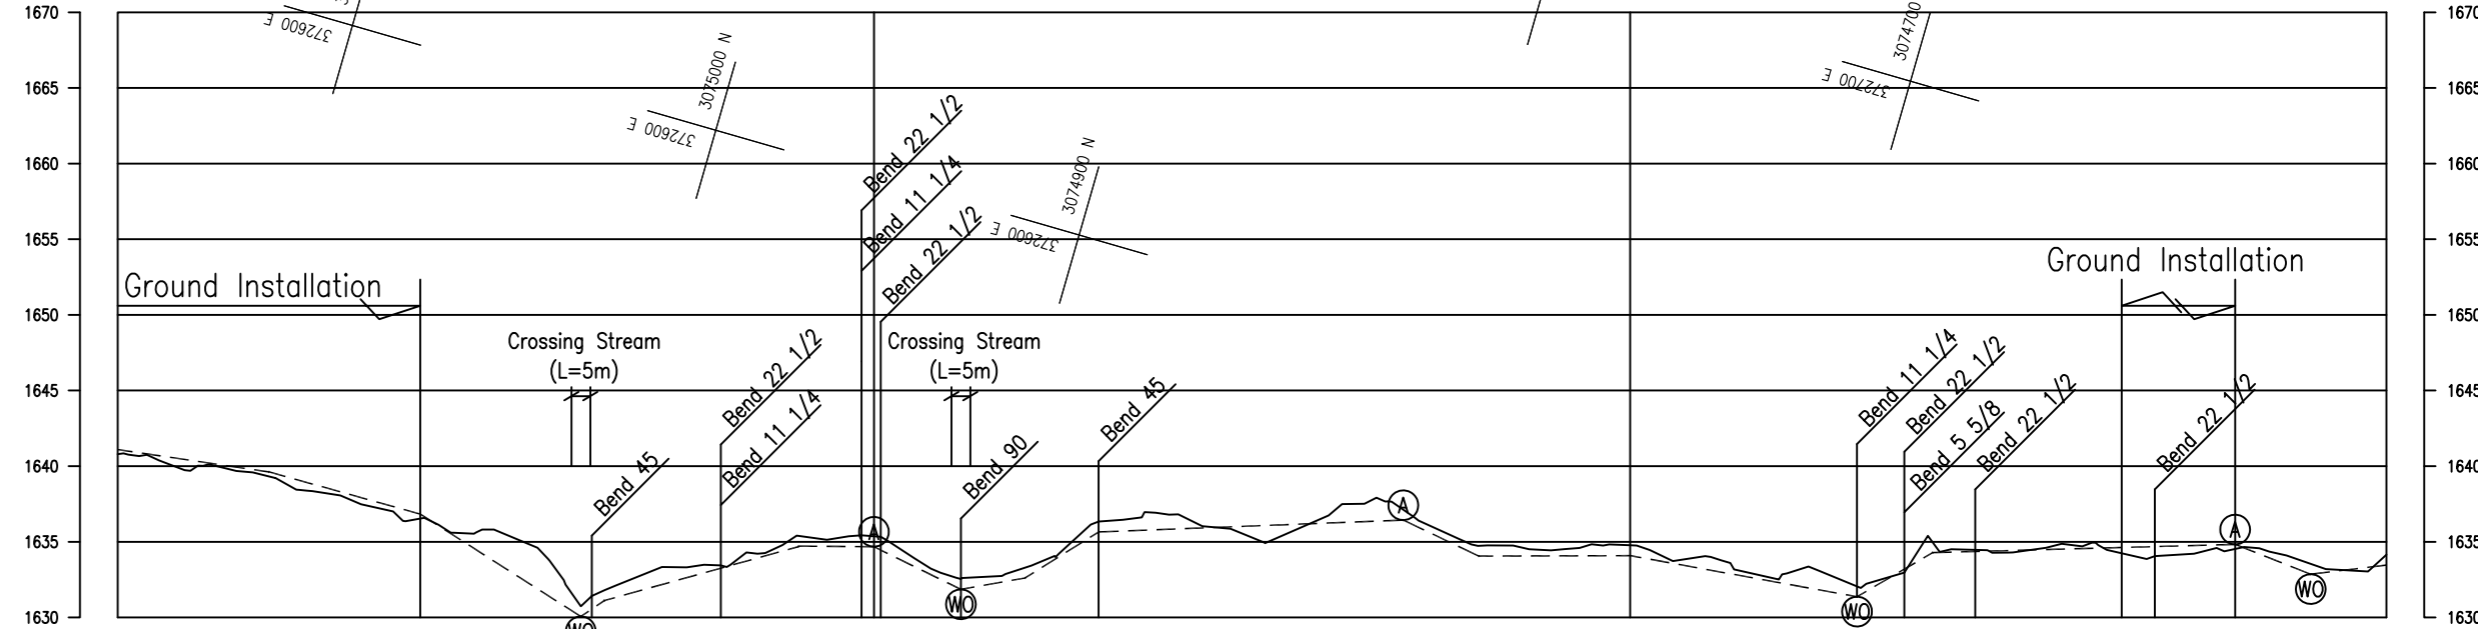 1670
1670
372600 E
3074700
3075000 N
372600 E
372700 E
1665
1665
Bend 22 1/2
3074900 N
1660
1660
Bend 11 1/4
Bend 22 1/2
372600 E
1655
1655
Ground Installation
Ground Installation
1650
1650
Crossing Stream
(L=5m)
Crossing Stream
(L=5m)
Bend 22 1/2
Bend 11 1/4
Bend 45
Bend 11 1/4
Bend 22 1/2
Bend 5 5/8
Bend 22 1/2
Bend 22 1/2
1645
1645
1640
1640
Bend 45
Bend 90
A
A
A
1635
1635
WO
WO
WO
WO
1630
1630